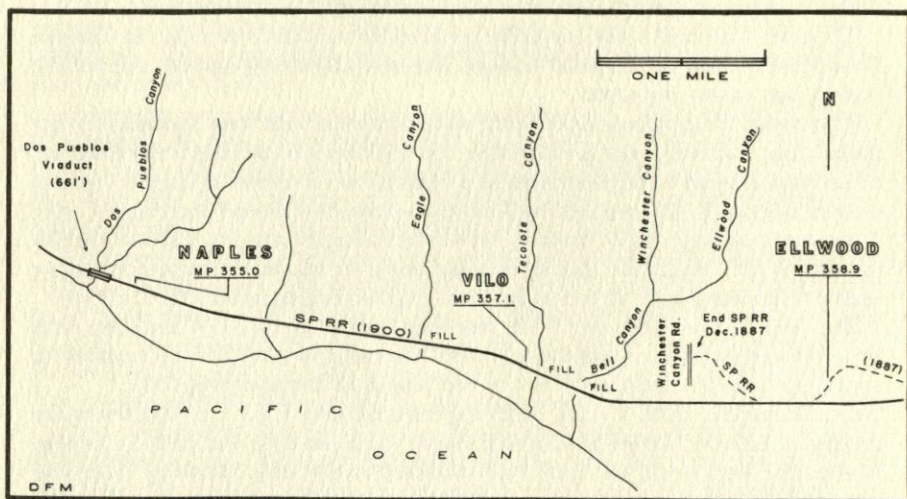 ONE MILE
N
Dos Pueblos
Viaduct
(661')
Dos Pueblos Canyon
NAPLES
MP 355.0
Eagle Canyon
Tecolote Canyon
Winchester Canyon
Ellwood Canyon
ELLWOOD
MP 358.9
VILO
MP 357.1
SP RR (1900)
FILL
FILL
FILL
Bell Canyon
Winchester
Canyon Rd.
End SP RR
Dec. 1887
SP RR
(1887)
PACIFIC
OCEAN
DFM